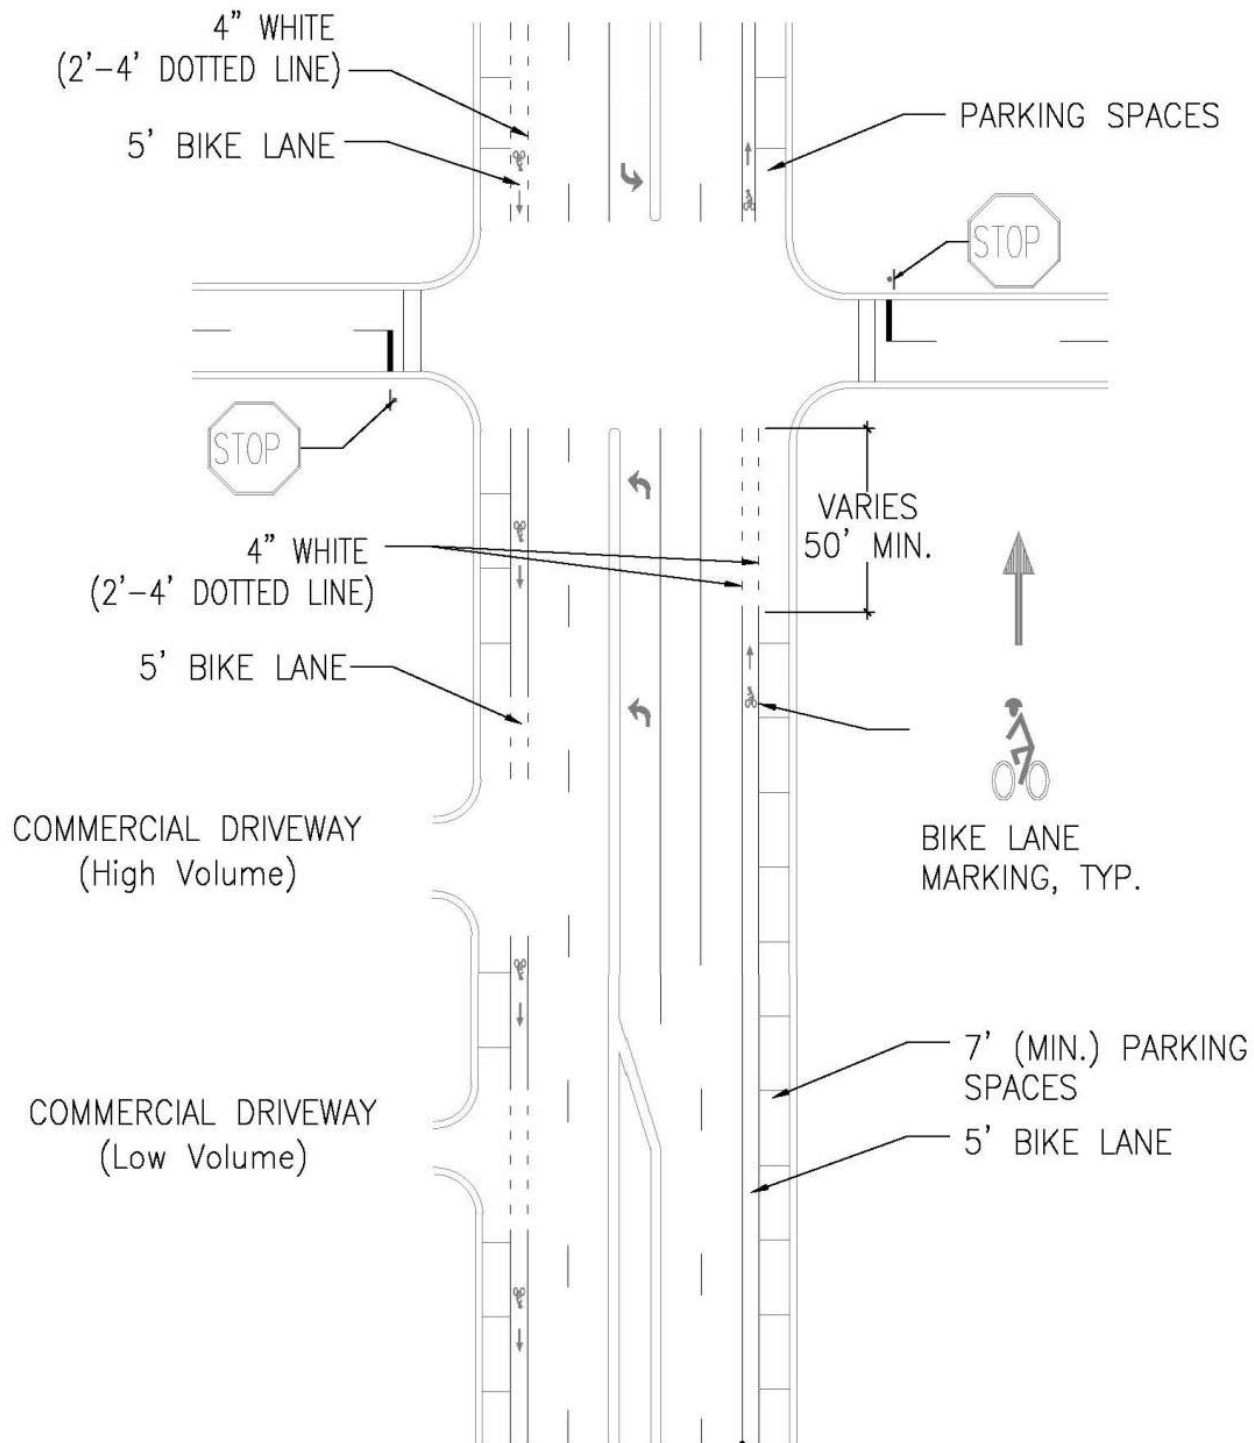 4” WHITE
(2’-4’ DOTTED LINE)
5’ BIKE LANE
PARKING SPACES
STOP
STOP
VARIES
50’ MIN.
4” WHITE
(2’-4’ DOTTED LINE)
5’ BIKE LANE
COMMERCIAL DRIVEWAY
(High Volume)
BIKE LANE
MARKING, TYP.
7’ (MIN.) PARKING
SPACES
5’ BIKE LANE
COMMERCIAL DRIVEWAY
(Low Volume)